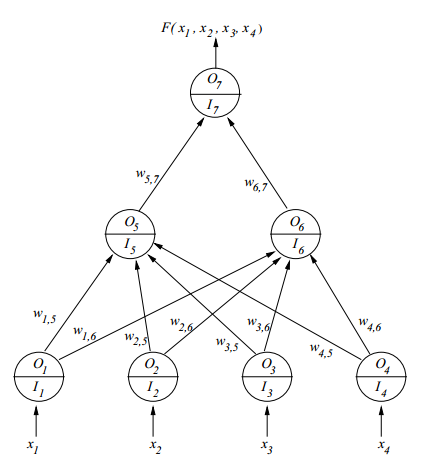 F( x1 , x2 , x3, x4 )
O7
I7
w5,7 w6,7
O5 O6
I5 I6
w1,5 w1,6 w2,5 w2,6 w3,5 w3,6 w4,5 w4,6
O1 O2 O3 O4
I1 I2 I3 I4
x1 x2 x3 x4